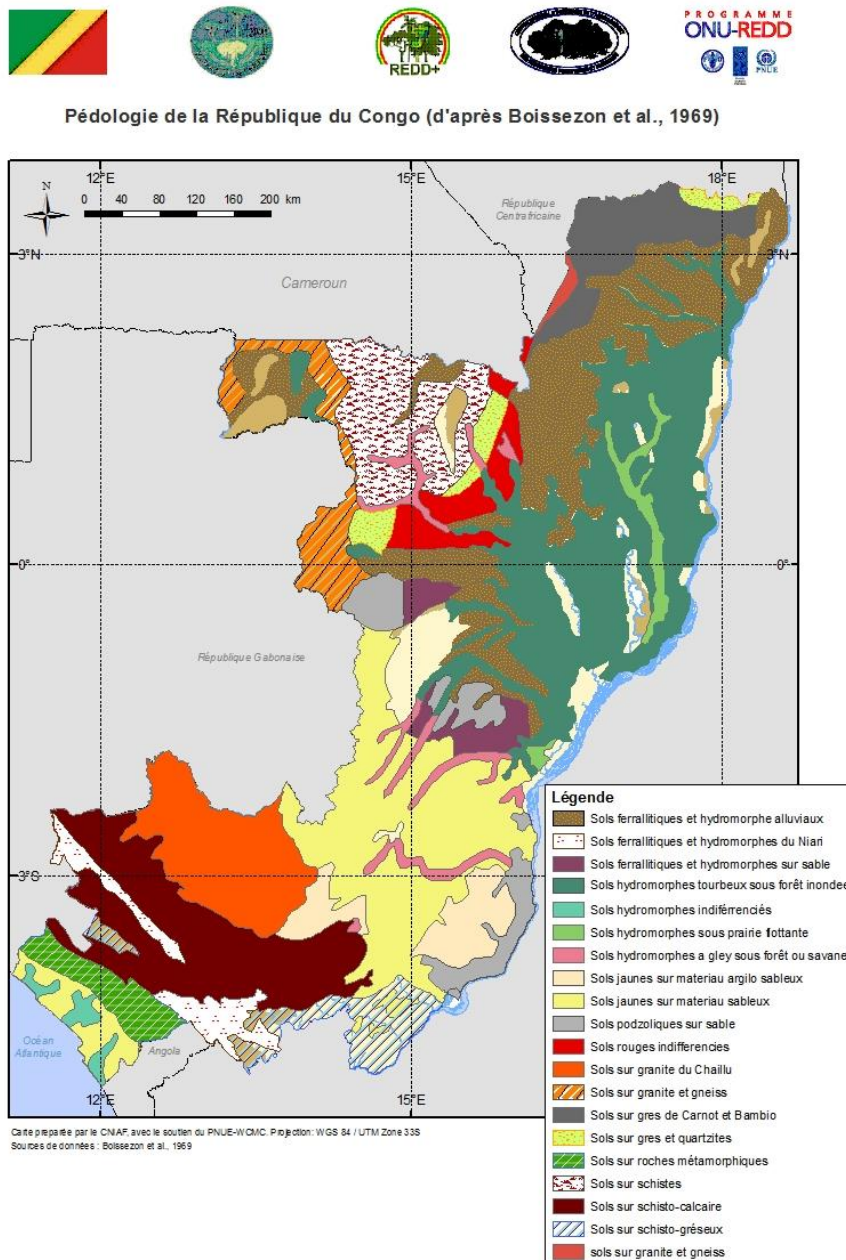 REDD+
PROGRAMME
ONU-REDD
PNUE
Pédologie de la République du Congo (d'après Boissezon et al., 1969)
12°E
15°E
18°E
N
0 40 80 120 160 200 km
République
Centrafricaine
3°N
3°N
Cameroun
0°
0°
République Gabonaise
3°S
Océan
Atlantique
Angola
12°E
15°E
Légende
Sols ferrallitiques et hydromorphe alluviaux
Sols ferrallitiques et hydromorphes du Niari
Sols ferrallitiques et hydromorphes sur sable
Sols hydromorphes tourbeux sous forêt inondee
Sols hydromorphes indiférrenciés
Sols hydromorphes sous prairie flottante
Sols hydromorphes a gley sous forêt ou savane
Sols jaunes sur materiau argilo sableux
Sols jaunes sur materiau sableux
Sols podzoliques sur sable
Sols rouges indifferencies
Sols sur granite du Chaillu
Sols sur granite et gneiss
Sols sur gres de Carnot et Bambio
Sols sur gres et quartzites
Sols sur roches métamorphiques
Sols sur schistes
Sols sur schisto-calcaire
Sols sur schisto-gréseux
sols sur granite et gneiss
Carte preparée par le CNIAF, avec le soutien du PNUE-WCMC. Projection: WGS 84 / UTM Zone 33S
Sources de données : Boissezon et al., 1969